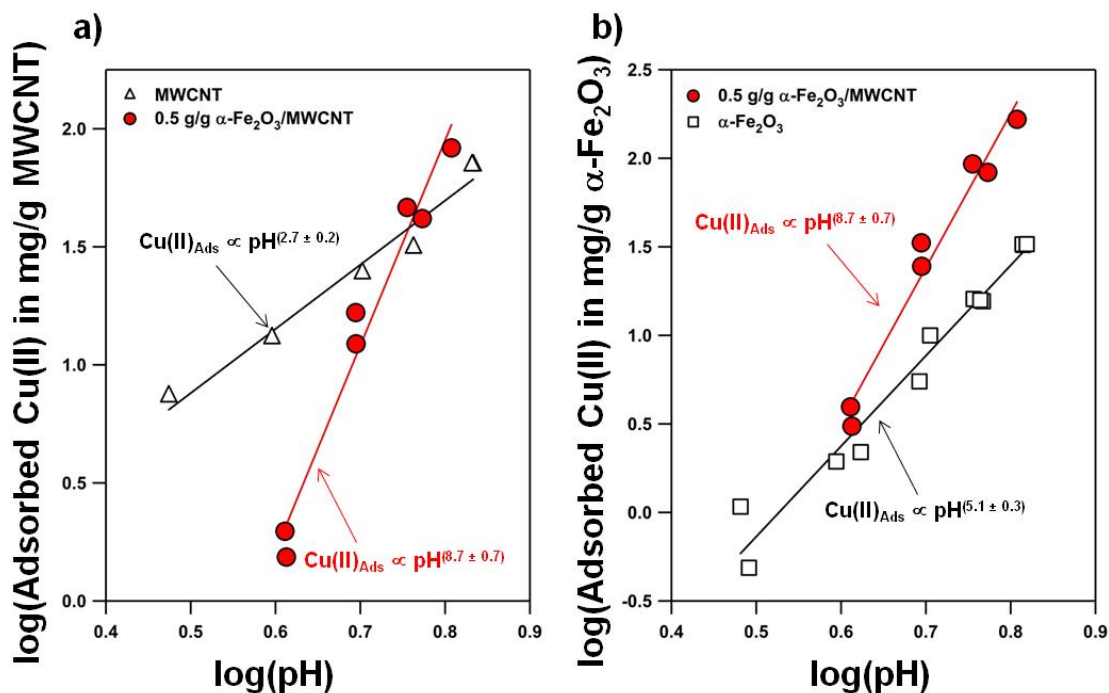 a)
log(Adsorbed Cu(II) in mg/g MWCNT)
2.0
1.5
1.0
0.5
0.0
MWCNT
0.5 g/g α-Fe₂O₃/MWCNT
Cu(II)Ads ∝ pH(2.7 ± 0.2)
Cu(II)Ads ∝ pH(8.7 ± 0.7)
0.4 0.5 0.6 0.7 0.8 0.9
log(pH)
b)
log(Adsorbed Cu(II) in mg/g α-Fe₂O₃)
2.5
2.0
1.5
1.0
0.5
0.0
-0.5
0.5 g/g α-Fe₂O₃/MWCNT
α-Fe₂O₃
Cu(II)Ads ∝ pH(8.7 ± 0.7)
Cu(II)Ads ∝ pH(5.1 ± 0.3)
0.4 0.5 0.6 0.7 0.8 0.9
log(pH)